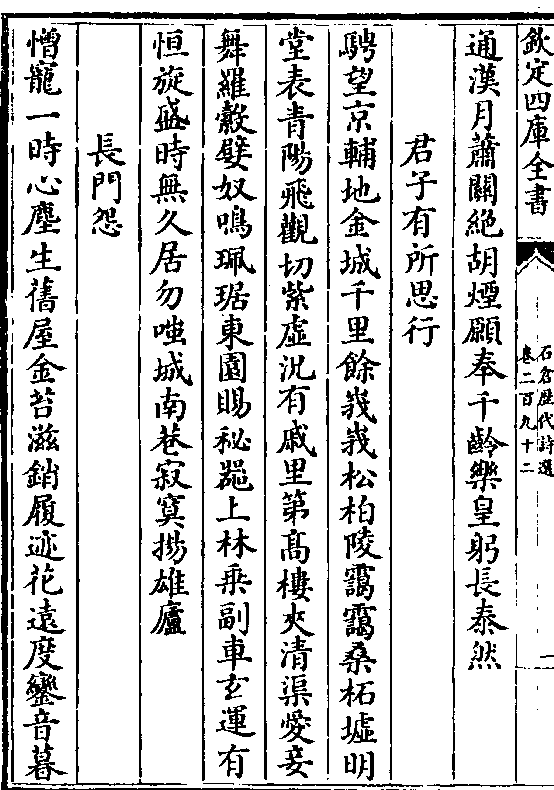 欽定四庫全書
石倉歷代詩選
卷二百九十二
通漢月蕭關絕胡煙願奉千齡樂皇躬長泰然
君子有所思行
騁望京輔地金城千里餘峩峩松柏陵靄靄桑柘墟明
堂表青陽飛觀切紫虛況有戚里第高樓夾清渠愛妾
舞羅縠嬖奴鳴珮琚東園賜秘器上林乗副車玄運有
恒旋盛時無久居勿嗤城南巷寂寞揚雄廬
長門怨
憎寵一時心塵生舊屋金苔滋銷履迹花遠度鑾音暮